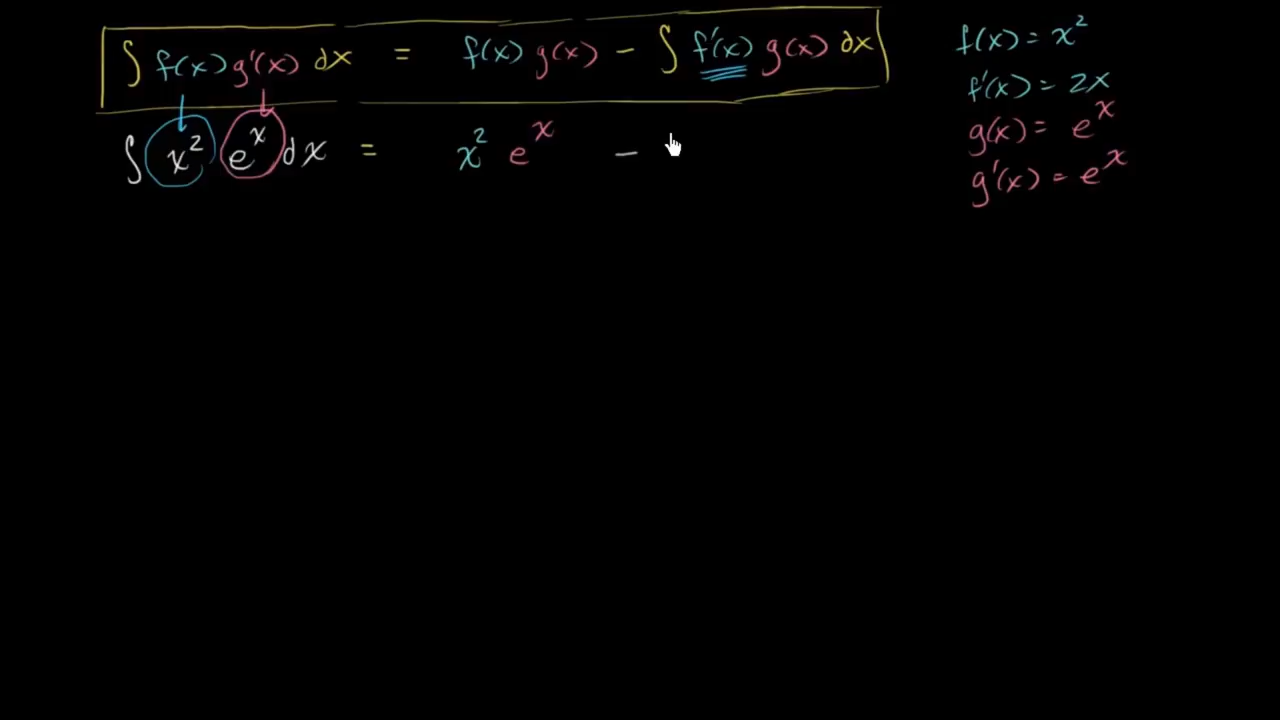 ∫ f(x) g'(x) dx = f(x) g(x) − ∫ f'(x) g(x) dx
∫ x² eˣ dx = x² eˣ −
f(x) = x²
f'(x) = 2x
g(x) = eˣ
g'(x) = eˣ